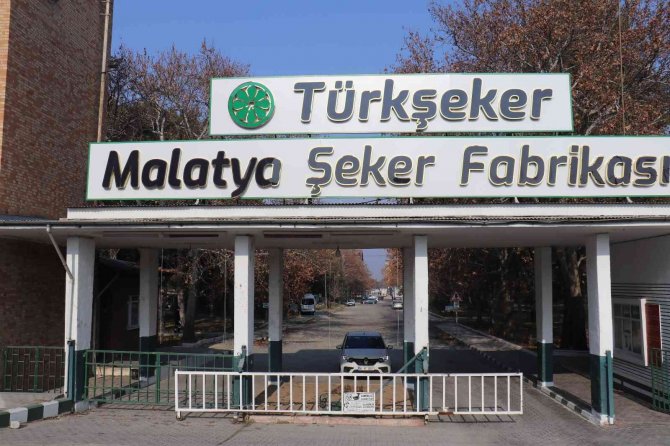 Türkşeker
Malatya Şeker Fabrikası